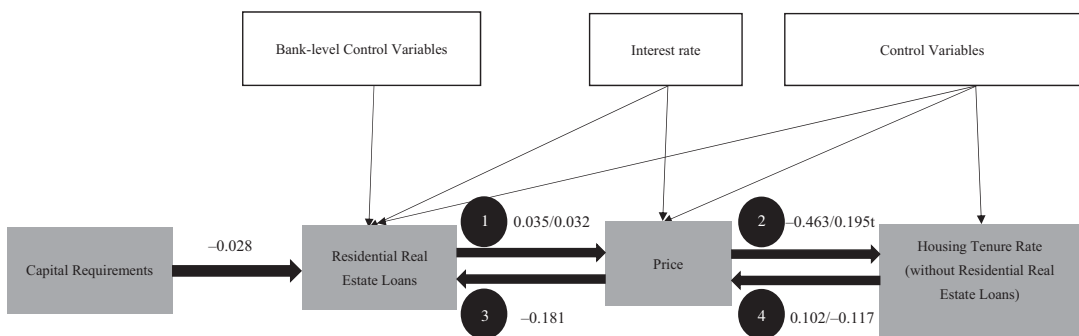 Bank-level Control Variables
Interest rate
Control Variables
1
0.035/0.032
2
–0.463/0.195t
–0.028
Capital Requirements
Residential Real
Estate Loans
Price
Housing Tenure Rate
(without Residential Real
Estate Loans)
3
–0.181
4
0.102/–0.117